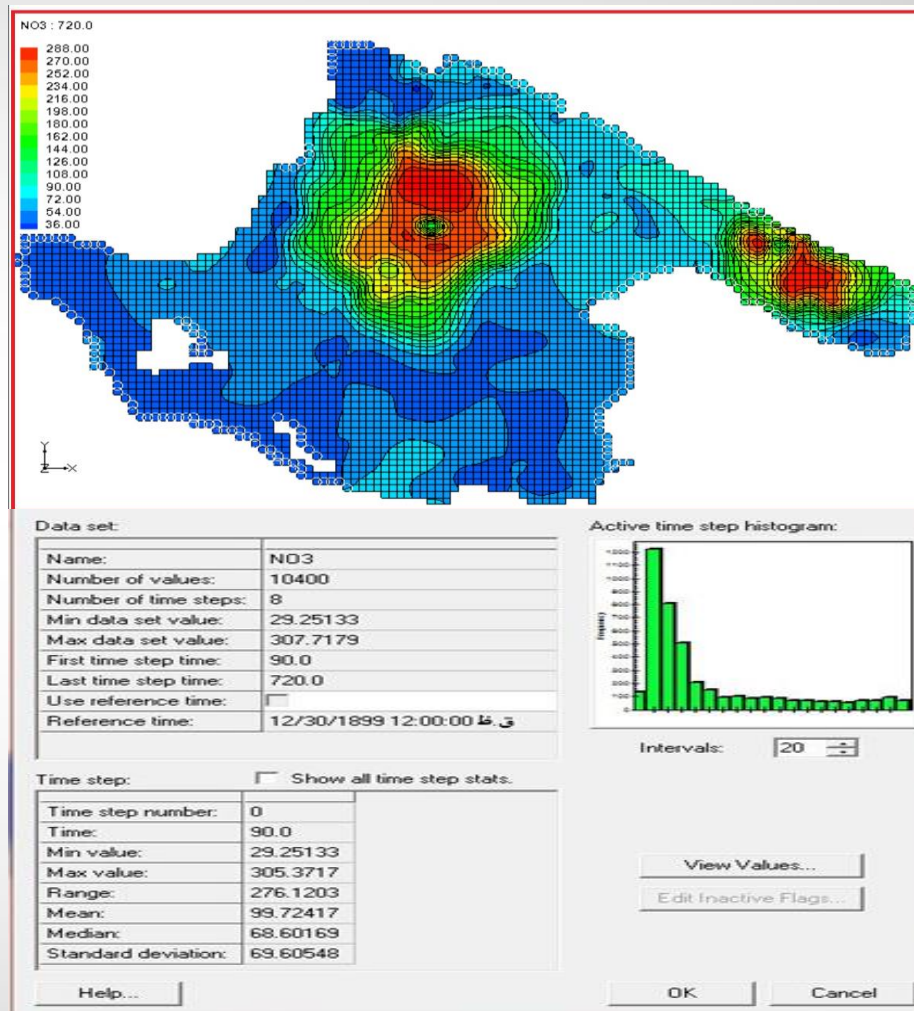 NO3 : 720.0
288.00
270.00
252.00
234.00
216.00
198.00
180.00
162.00
144.00
126.00
108.00
90.00
72.00
54.00
36.00
Y
Z X
Data set:
Name: NO3
Number of values: 10400
Number of time steps: 8
Min data set value: 29.25133
Max data set value: 307.7179
First time step time: 90.0
Last time step time: 720.0
Use reference time:
Reference time: 12/30/1899 12:00:00 ق.ظ
Time step: Show all time step stats.
Time step number: 0
Time: 90.0
Min value: 29.25133
Max value: 305.3717
Range: 276.1203
Mean: 99.72417
Median: 68.60169
Standard deviation: 69.60548
Help...
Active time step histogram:
Intervals: 20
View Values...
Edit Inactive Flags...
OK Cancel